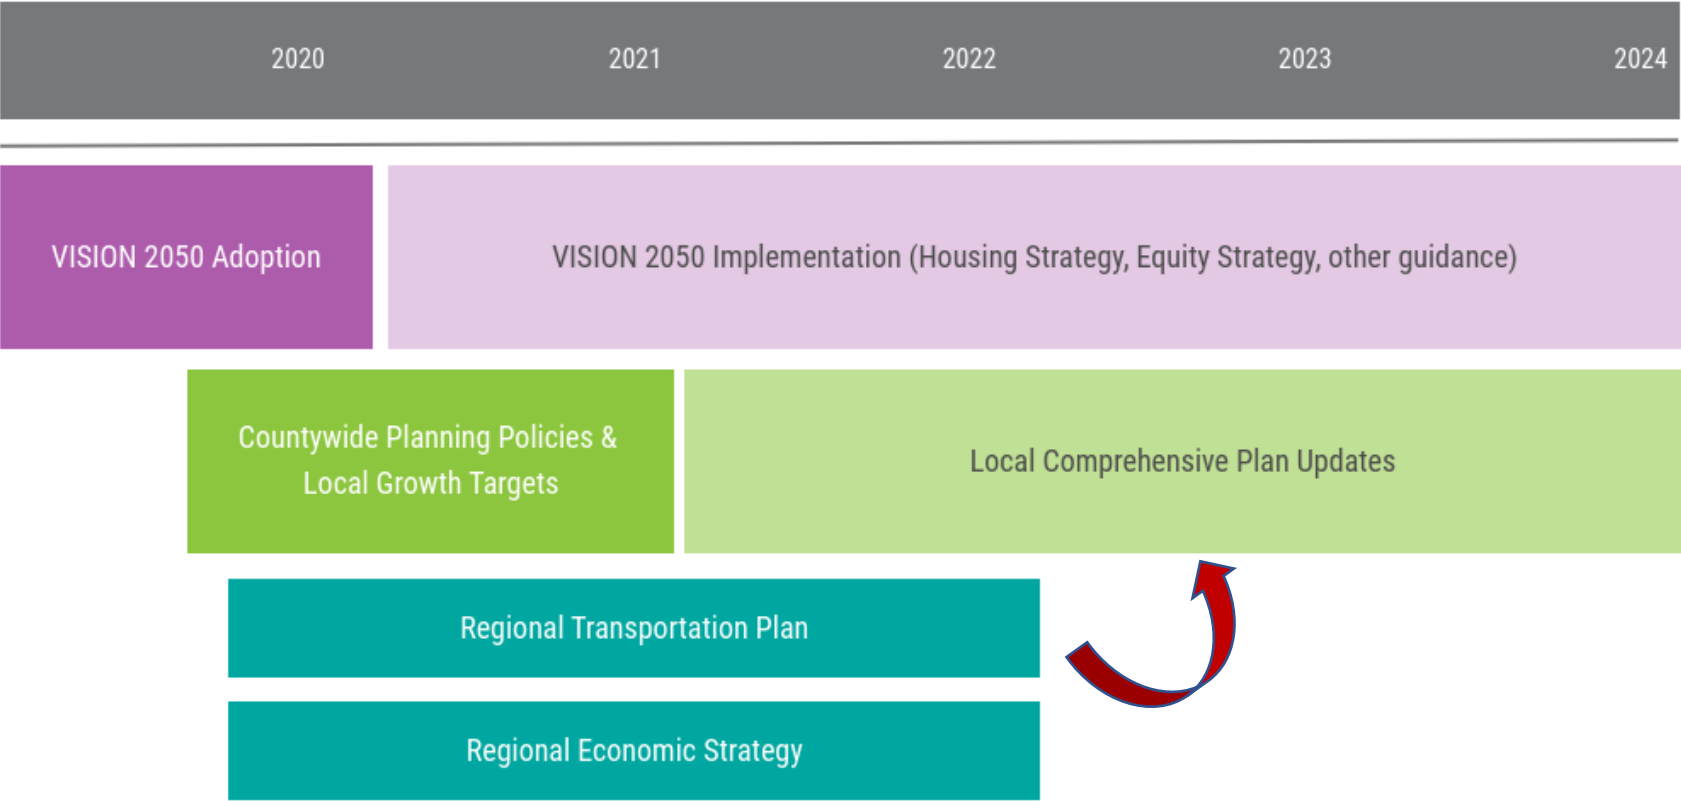 2020 2021 2022 2023 2024
VISION 2050 Adoption
VISION 2050 Implementation (Housing Strategy, Equity Strategy, other guidance)
Countywide Planning Policies &
Local Growth Targets
Local Comprehensive Plan Updates
Regional Transportation Plan
Regional Economic Strategy